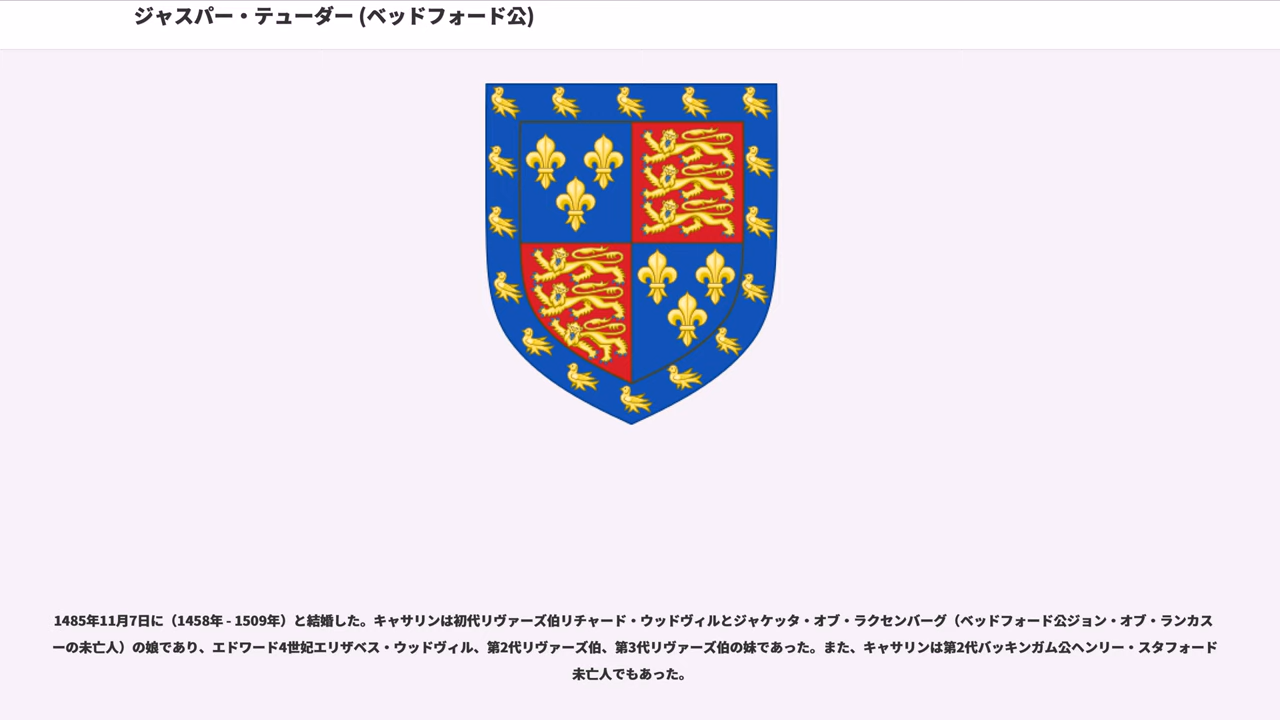 ジャスパー・テューダー (ベッドフォード公)
1485年11月7日に（1458年 - 1509年）と結婚した。キャサリンは初代リヴァーズ伯リチャード・ウッドヴィルとジャケッタ・オブ・ラクセンバーグ（ベッドフォード公ジョン・オブ・ランカス
ーの未亡人）の娘であり、エドワード4世妃エリザベス・ウッドヴィル、第2代リヴァーズ伯、第3代リヴァーズ伯の妹であった。また、キャサリンは第2代バッキンガム公ヘンリー・スタフォード
未亡人でもあった。